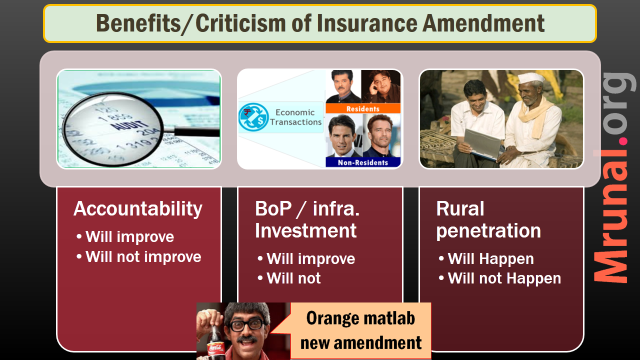 Benefits/Criticism of Insurance Amendment
AUDIT
Economic
Transactions
Residents
Non-Residents
Accountability
•Will improve
•Will not improve
BoP / infra.
Investment
•Will improve
•Will not
Rural
penetration
•Will Happen
•Will not Happen
Orange matlab
new amendment
Mrunal.org